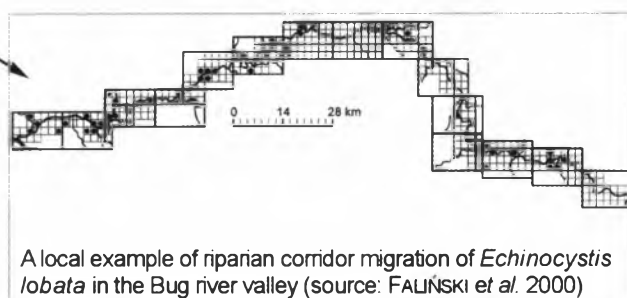 0 14 28 km
A local example of riparian corridor migration of Echinocystis
lobata in the Bug river valley (source: FALIŃSKI et al. 2000)